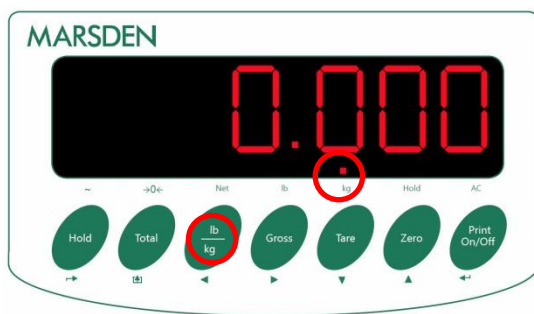 MARSDEN
0.000
~ →0← Net lb kg Hold AC
Hold Total lb kg Gross Tare Zero Print On/Off